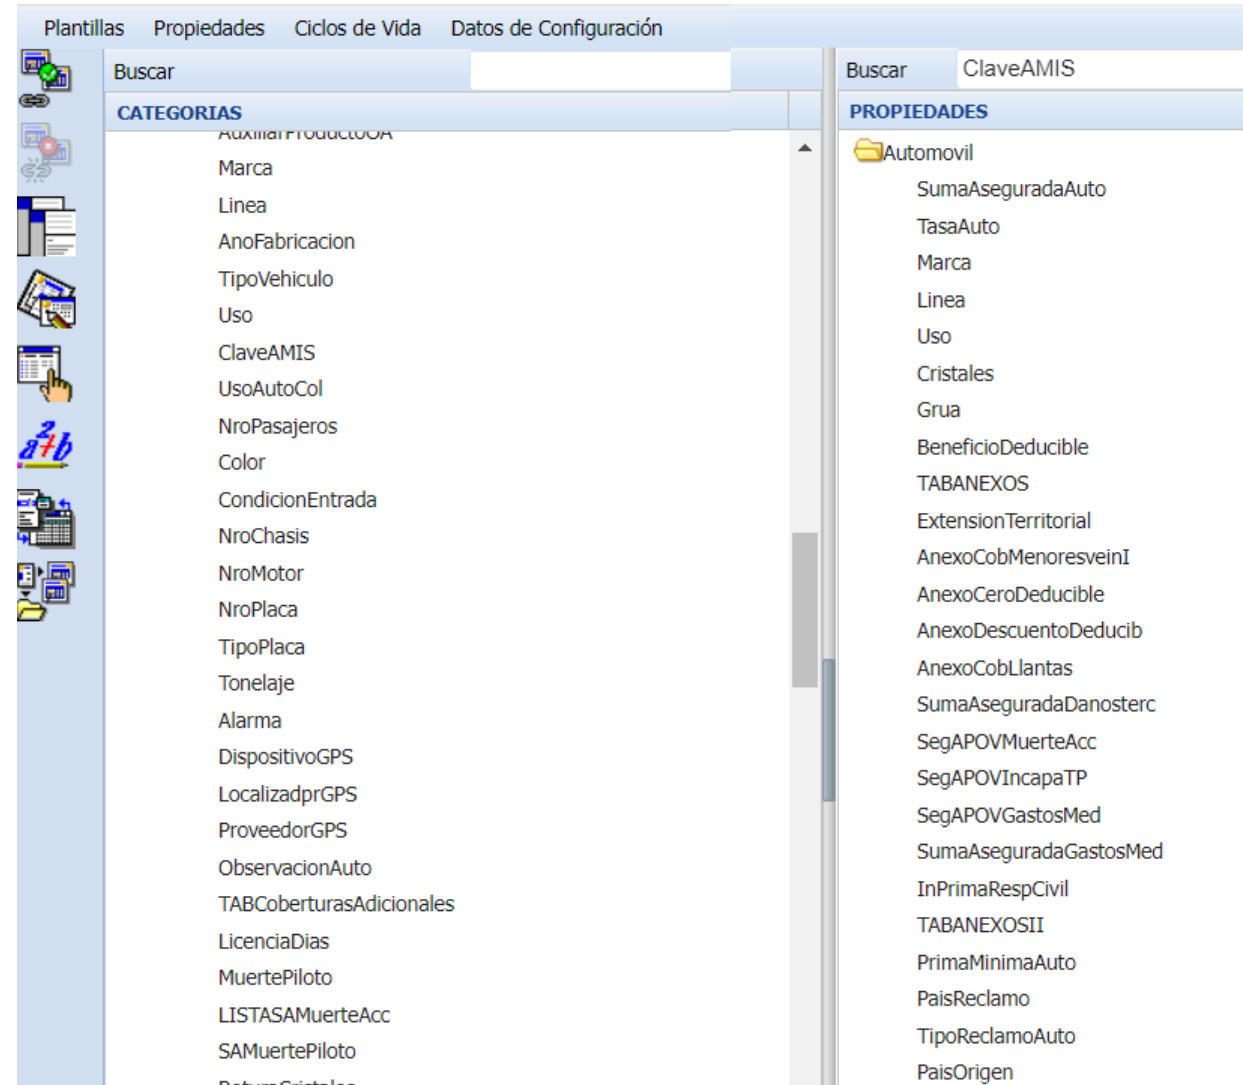 Plantillas Propiedades Ciclos de Vida Datos de Configuración
Buscar
CATEGORIAS
AuxiliarProductoOA
Marca
Linea
AnoFabricacion
TipoVehiculo
Uso
ClaveAMIS
UsoAutoCol
NroPasajeros
Color
CondicionEntrada
NroChasis
NroMotor
NroPlaca
TipoPlaca
Tonelaje
Alarma
DispositivoGPS
LocalizadprGPS
ProveedorGPS
ObservacionAuto
TABCoberturasAdicionales
LicenciaDias
MuertePiloto
LISTASAMuerteAcc
SAMuertePiloto
RoturaCristales
Buscar ClaveAMIS
PROPIEDADES
Automovil
SumaAseguradaAuto
TasaAuto
Marca
Linea
Uso
Cristales
Grua
BeneficioDeducible
TABANEXOS
ExtensionTerritorial
AnexoCobMenoresveinI
AnexoCeroDeducible
AnexoDescuentoDeducib
AnexoCobLlantas
SumaAseguradaDanosterc
SegAPOVMuerteAcc
SegAPOVIncapaTP
SegAPOVGastosMed
SumaAseguradaGastosMed
InPrimaRespCivil
TABANEXOSII
PrimaMinimaAuto
PaisReclamo
TipoReclamoAuto
PaisOrigen
a²+b